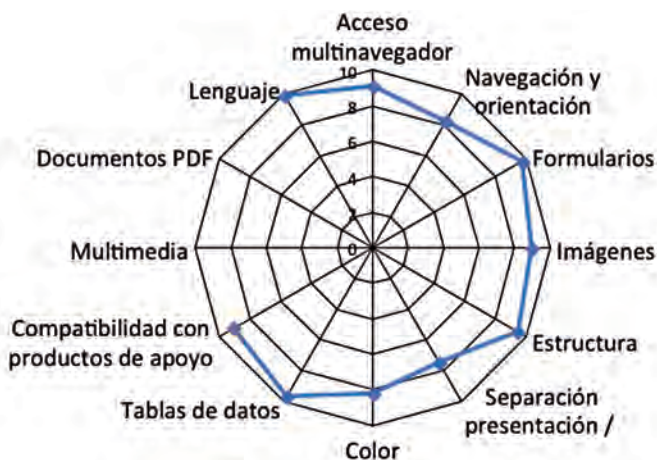 Acceso
multinavegador
Navegación y
orientación
Formularios
Imágenes
Estructura
Separación
presentación /
Color
Tablas de datos
Compatibilidad con
productos de apoyo
Multimedia
Documentos PDF
Lenguaje
10
8
6
4
2
0